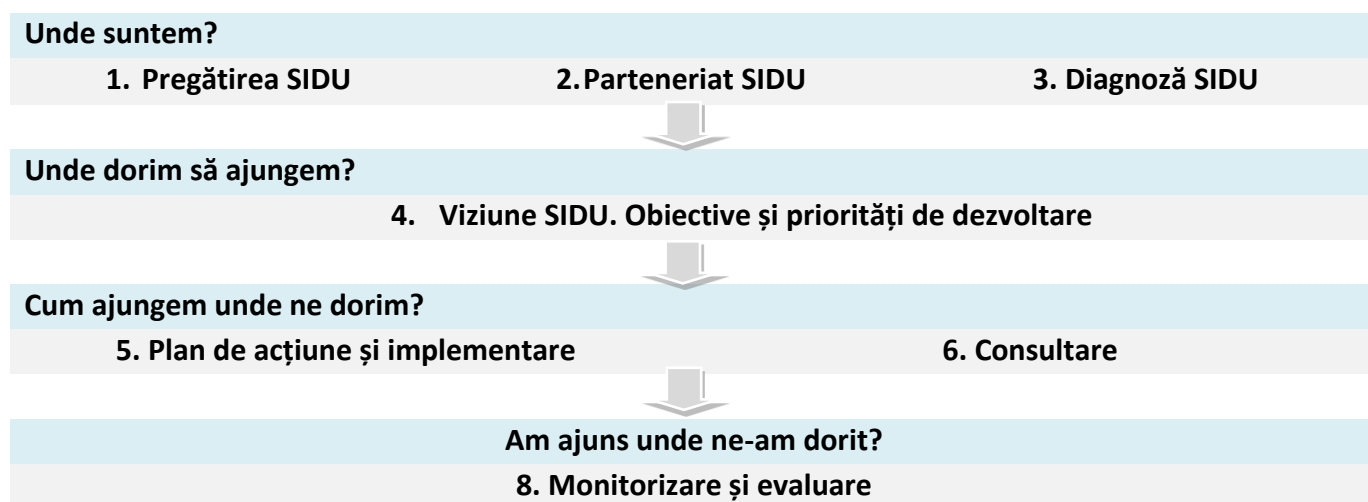 Unde suntem?
1. Pregătirea SIDU 2.Parteneriat SIDU 3. Diagnoză SIDU
Unde dorim să ajungem?
4. Viziune SIDU. Obiective și priorități de dezvoltare
Cum ajungem unde ne dorim?
5. Plan de acțiune și implementare 6. Consultare
Am ajuns unde ne-am dorit?
8. Monitorizare și evaluare